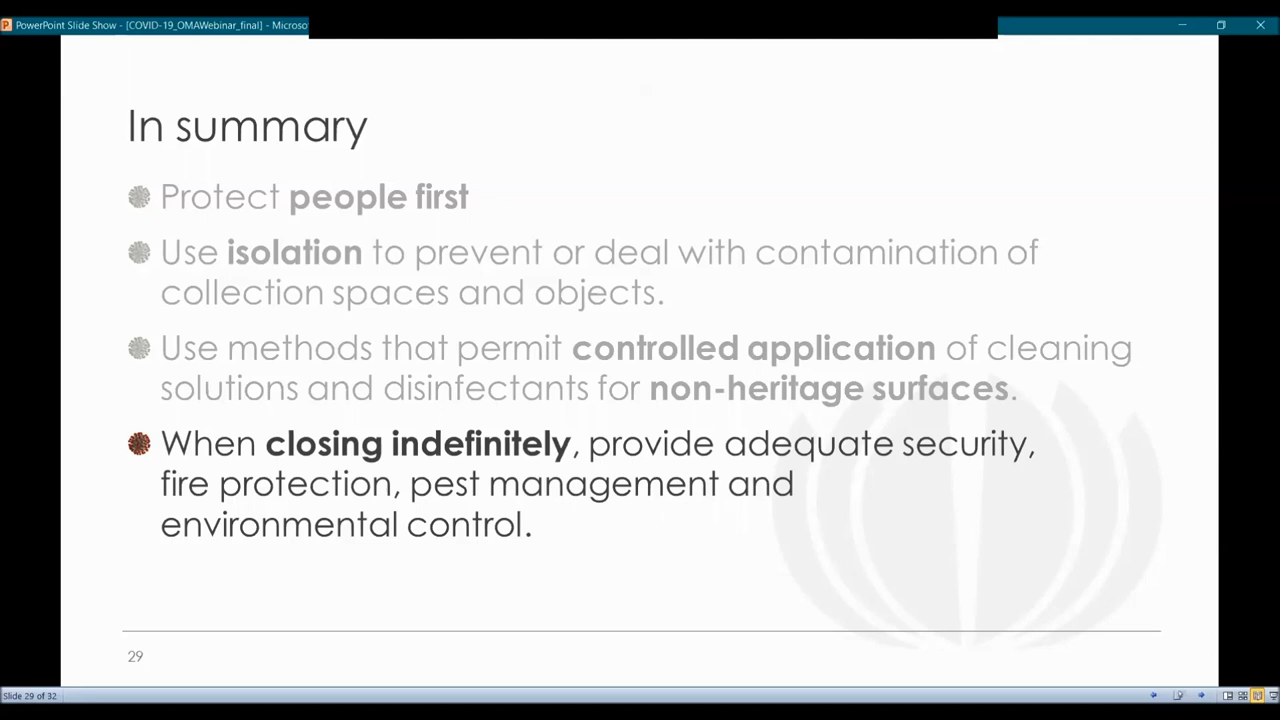 PowerPoint Slide Show - [COVID-19_OMAWebinar_final] - Microso
In summary
Protect people first
Use isolation to prevent or deal with contamination of
collection spaces and objects.
Use methods that permit controlled application of cleaning
solutions and disinfectants for non-heritage surfaces.
When closing indefinitely, provide adequate security,
fire protection, pest management and
environmental control.
29
Slide 29 of 32